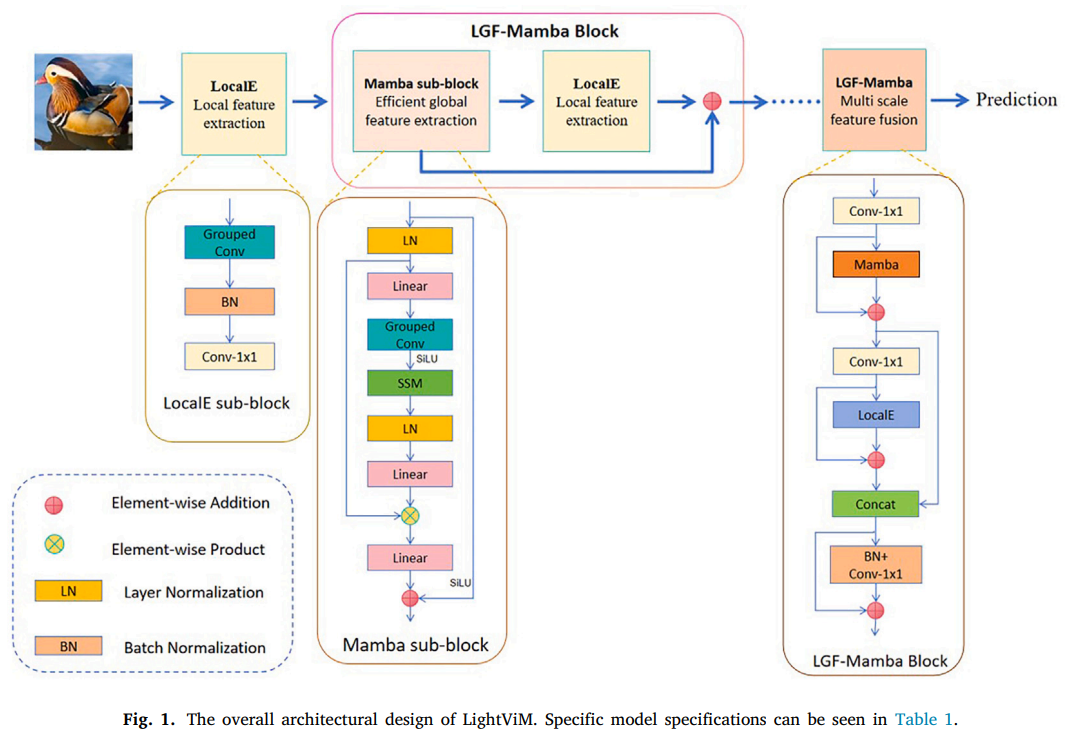 LGF-Mamba Block
LocalE
Local feature
extraction
Mamba sub-block
Efficient global
feature extraction
LocalE
Local feature
extraction
LGF-Mamba
Multi scale
feature fusion
Prediction
Grouped
Conv
BN
Conv-1x1
LocalE sub-block
LN
Linear
Grouped
Conv
SiLU
SSM
LN
Linear
Linear
SiLU
Mamba sub-block
Conv-1x1
Mamba
Conv-1x1
LocalE
Concat
BN+
Conv-1x1
LGF-Mamba Block
Element-wise Addition
Element-wise Product
LN Layer Normalization
BN Batch Normalization
Fig. 1. The overall architectural design of LightViM. Specific model specifications can be seen in Table 1.